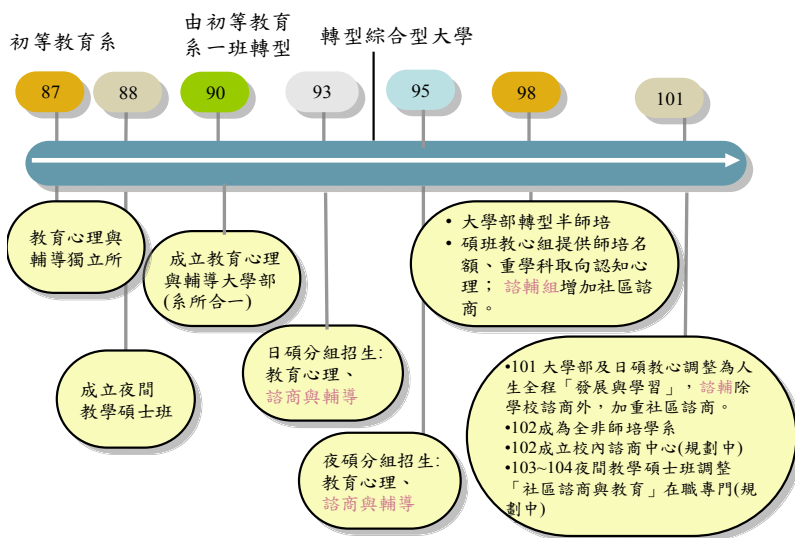 初等教育系
由初等教育
系一班轉型
轉型綜合型大學
87
88
90
93
95
98
101
教育心理與
輔導獨立所
成立夜間
教學碩士班
成立教育心理
與輔導大學部
(系所合一)
日碩分組招生:
教育心理、
諮商與輔導
夜碩分組招生:
教育心理、
諮商與輔導
• 大學部轉型半師培
• 碩班教心組提供師培名
額、重學科取向認知心
理； 諮輔組增加社區諮
商。
•101 大學部及日碩教心調整為人
生全程「發展與學習」，諮輔除
學校諮商外，加重社區諮商。
•102成為全非師培學系
•102成立校內諮商中心(規劃中)
•103~104夜間教學碩士班調整
「社區諮商與教育」在職專門(規
劃中)